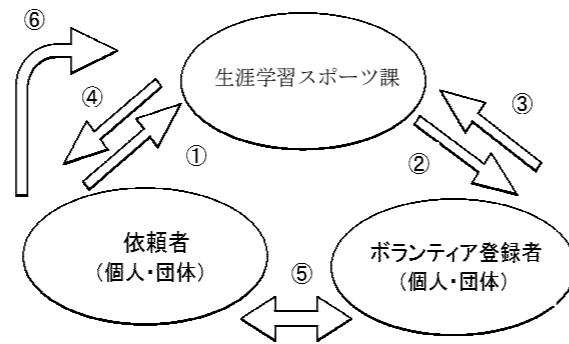 ⑥
生涯学習スポーツ課
④
③
①
②
依頼者
(個人・団体)
⑤
ボランティア登録者
(個人・団体)